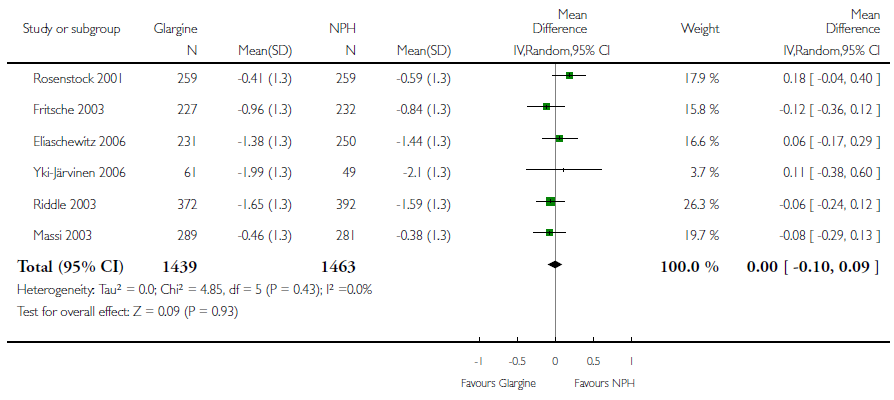 Study or subgroup Glargine NPH Mean Difference Weight Mean Difference
N Mean(SD) N Mean(SD) IV,Random,95% CI IV,Random,95% CI
Rosenstock 2001 259 -0.41 (1.3) 259 -0.59 (1.3) 17.9 % 0.18 [ -0.04, 0.40 ]
Fritsche 2003 227 -0.96 (1.3) 232 -0.84 (1.3) 15.8 % -0.12 [ -0.36, 0.12 ]
Eliaschewitz 2006 231 -1.38 (1.3) 250 -1.44 (1.3) 16.6 % 0.06 [ -0.17, 0.29 ]
Yki-Järvinen 2006 61 -1.99 (1.3) 49 -2.1 (1.3) 3.7 % 0.11 [ -0.38, 0.60 ]
Riddle 2003 372 -1.65 (1.3) 392 -1.59 (1.3) 26.3 % -0.06 [ -0.24, 0.12 ]
Massi 2003 289 -0.46 (1.3) 281 -0.38 (1.3) 19.7 % -0.08 [ -0.29, 0.13 ]
Total (95% CI) 1439 1463 100.0 % 0.00 [ -0.10, 0.09 ]
Heterogeneity: Tau² = 0.0; Chi² = 4.85, df = 5 (P = 0.43); I² =0.0%
Test for overall effect: Z = 0.09 (P = 0.93)
-1 -0.5 0 0.5 1
Favours Glargine Favours NPH